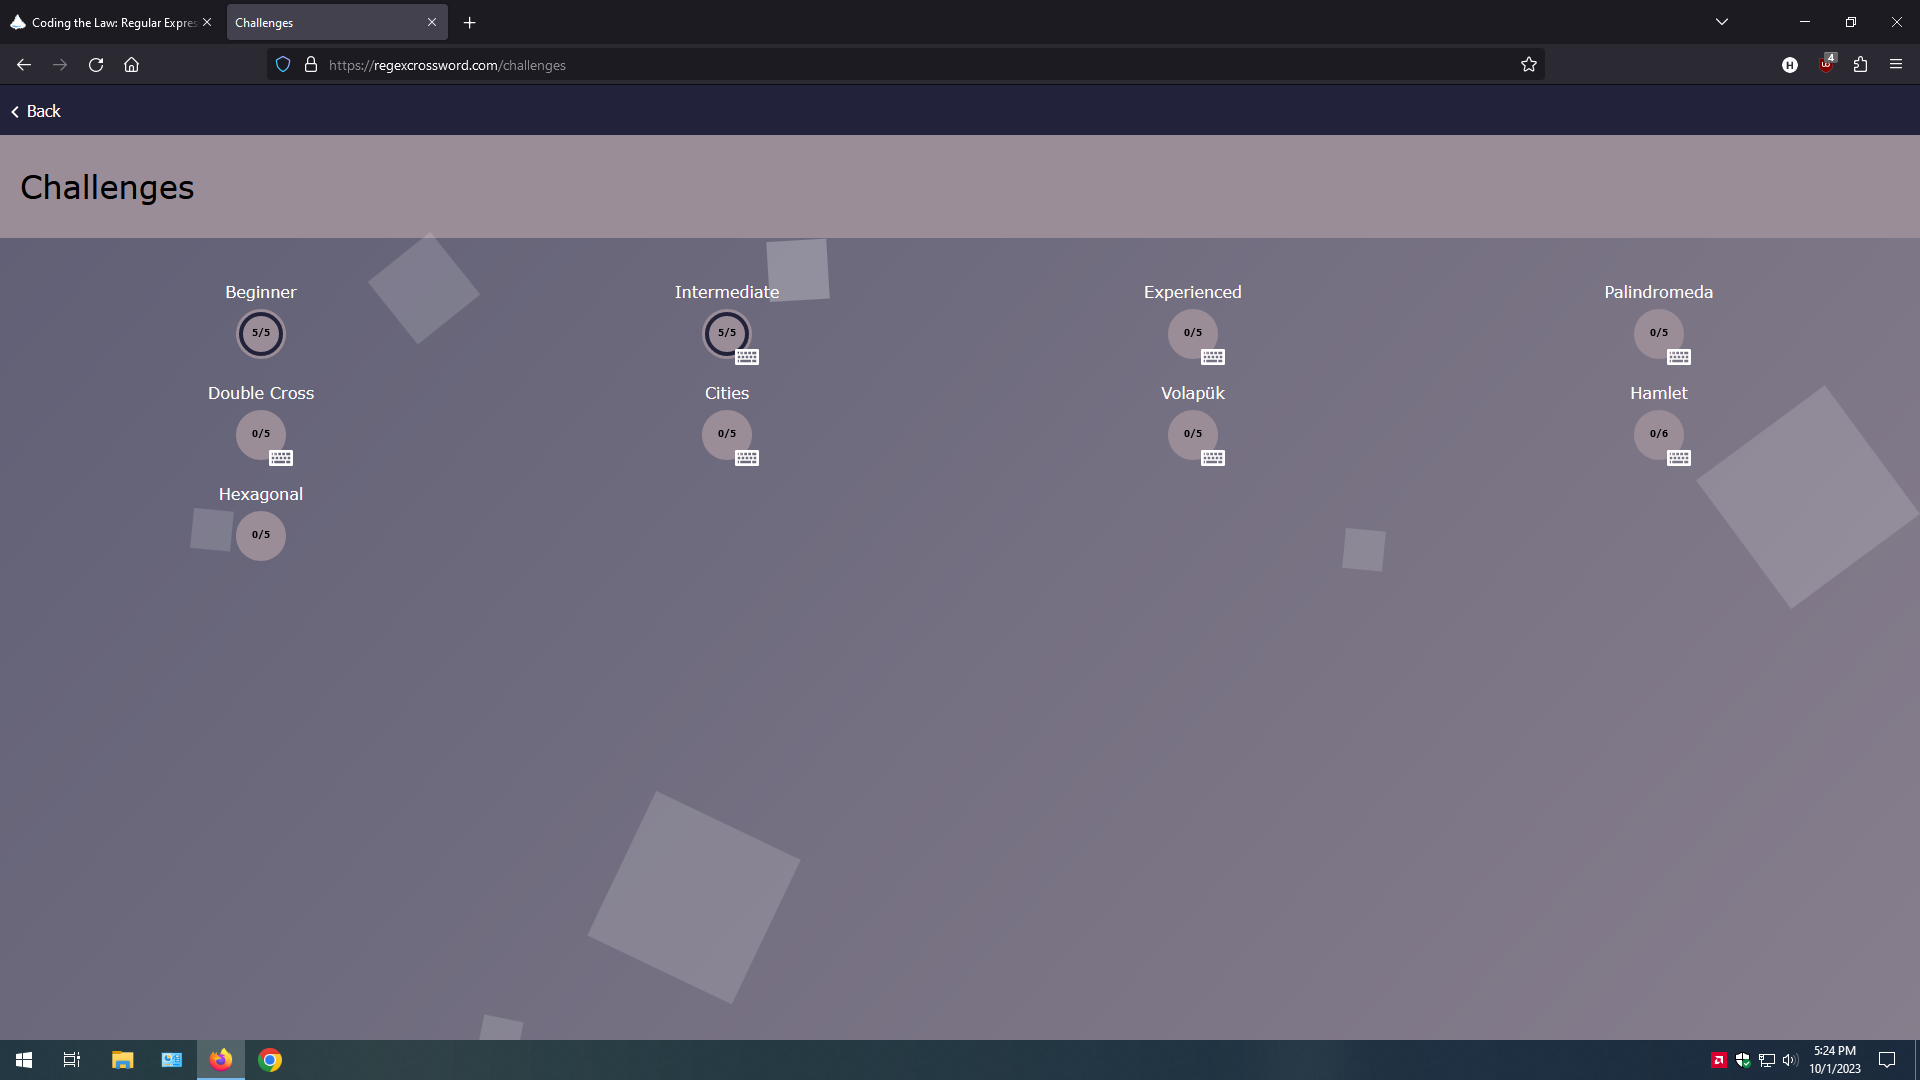 Coding the Law: Regular Expres
Challenges
4
https://regexcrossword.com/challenges
H
Back
Challenges
Beginner
Intermediate
Experienced
Palindromeda
5/5
5/5
0/5
0/5
Double Cross
Cities
Volapük
Hamlet
0/5
0/5
0/5
0/6
Hexagonal
0/5
5:24 PM
10/1/2023